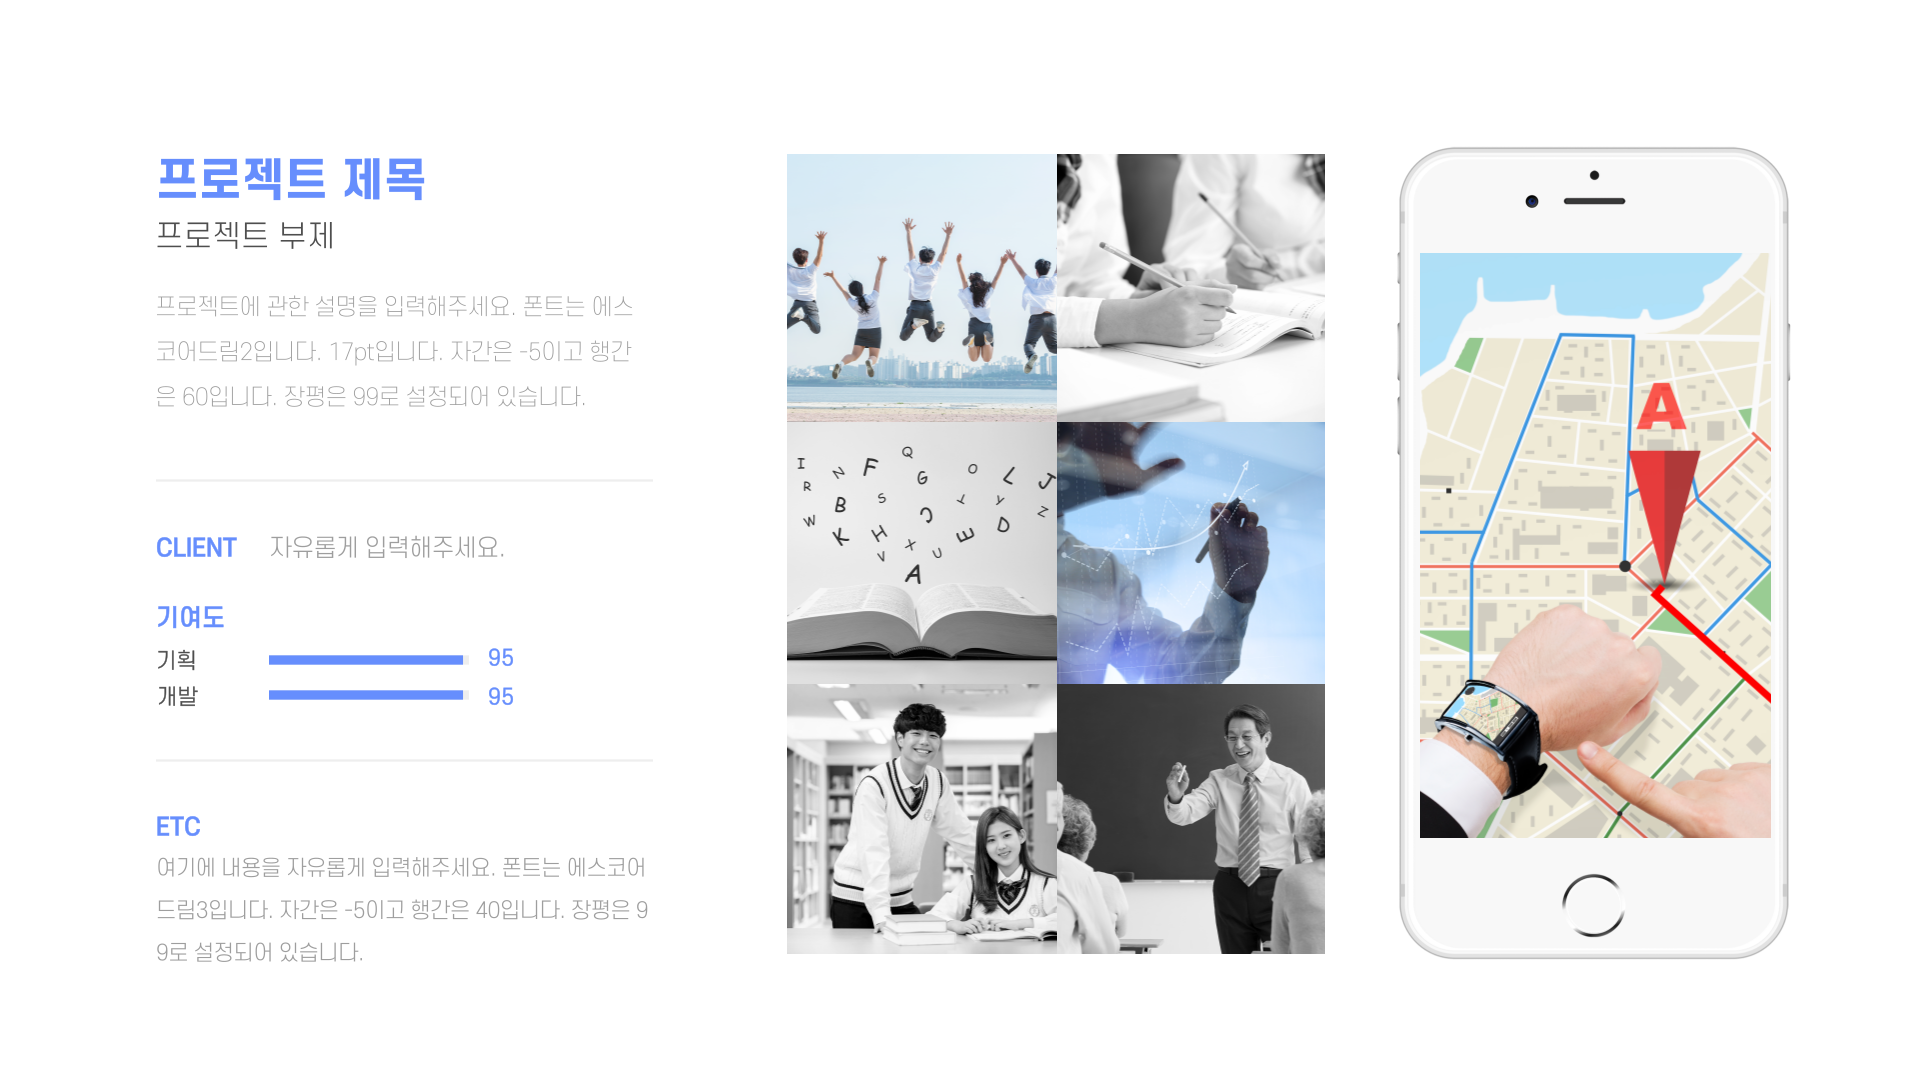 프로젝트 제목
프로젝트 부제
프로젝트에 관한 설명을 입력해주세요. 폰트는 에스
코어드림2입니다. 17pt입니다. 자간은 -5이고 행간
은 60입니다. 장평은 99로 설정되어 있습니다.
CLIENT 자유롭게 입력해주세요.
기여도
기획 95
개발 95
ETC
여기에 내용을 자유롭게 입력해주세요. 폰트는 에스코어
드림3입니다. 자간은 -50이고 행간은 40입니다. 장평은 9
9로 설정되어 있습니다.
I N F Q G O L J
R B S Y Y Z
W K H C E D
V X U
A
A